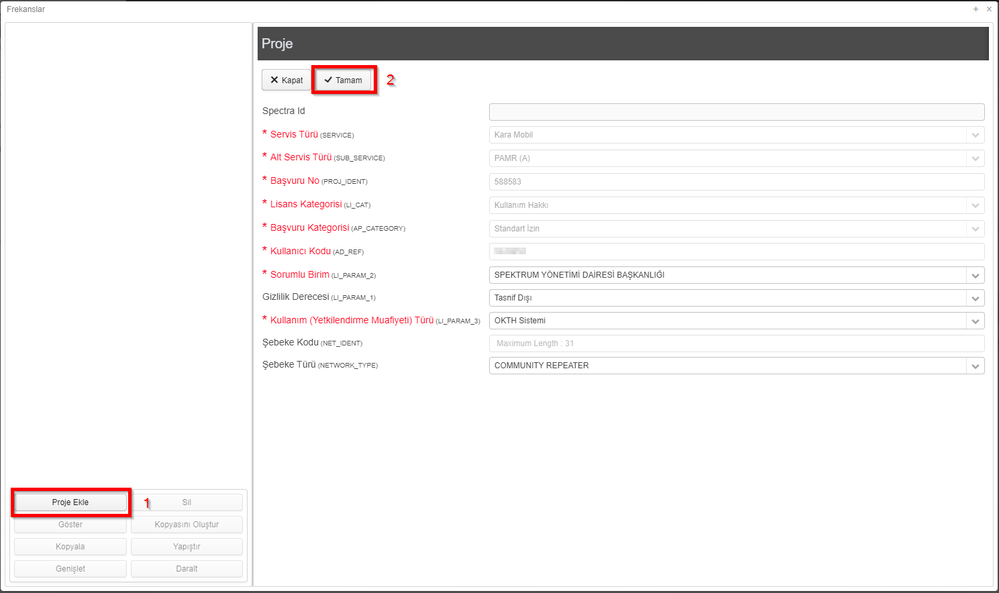 Frekanslar
Proje
Kapat Tamam 2
Spectra Id
* Servis Türü (SERVICE) Kara Mobil
* Alt Servis Türü (SUB_SERVICE) PAMR (A)
* Başvuru No (PROJ_IDENT) 588583
* Lisans Kategorisi (LI_CAT) Kullanım Hakkı
* Başvuru Kategorisi (AP_CATEGORY) Standart İzin
* Kullanıcı Kodu (AD_REF)
* Sorumlu Birim (LI_PARAM_2) SPEKTRUM YÖNETİMİ DAİRESİ BAŞKANLIĞI
Gizlilik Derecesi (LI_PARAM_1) Tasnif Dışı
* Kullanım (Yetkilendirme Muafiyeti) Türü (LI_PARAM_3) OKTH Sistemi
Şebeke Kodu (NET_IDENT) Maximum Length : 31
Şebeke Türü (NETWORK_TYPE) COMMUNITY REPEATER
Proje Ekle 1 Sil
Göster Kopyasını Oluştur
Kopyala Yapıştır
Genişlet Daralt